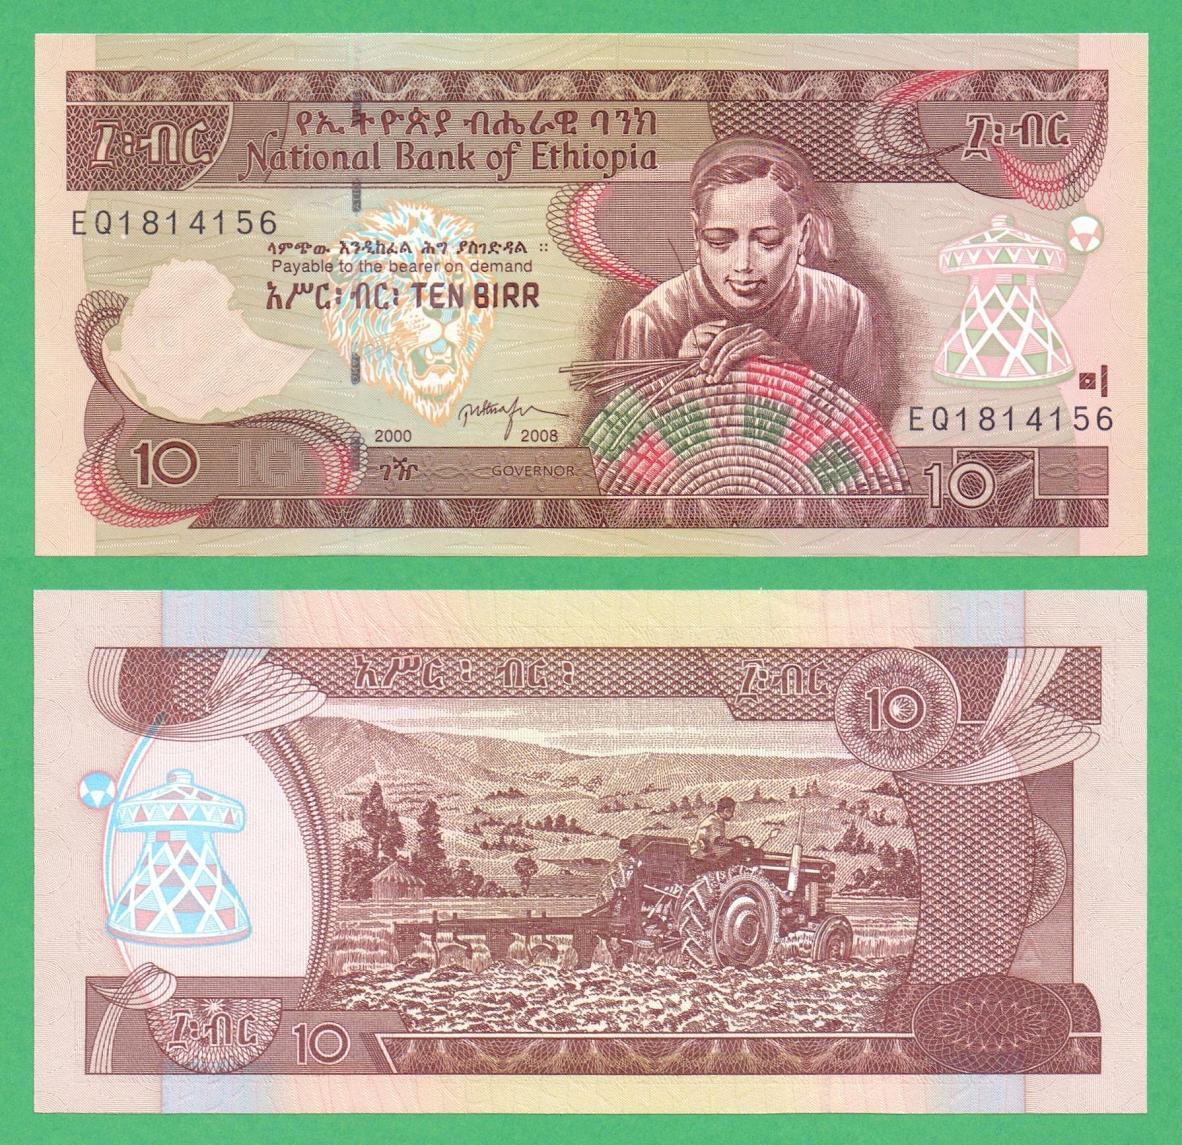 የኢትዮጵያ ብሔራዊ ባንክ
፲፡ብር
National Bank of Ethiopia
፲፡ብር
EQ1814156
ላምጭው እንዲከፈል ሕግ ያስገድዳል ።
Payable to the bearer on demand
አሥር፡ ብር፡ TEN BIRR
EQ1814156
2000 2008
10 ገዥ GOVERNOR 10
አሥር ፡ ብር ፡ ፲፡ብር 10
፲፡ብር 10